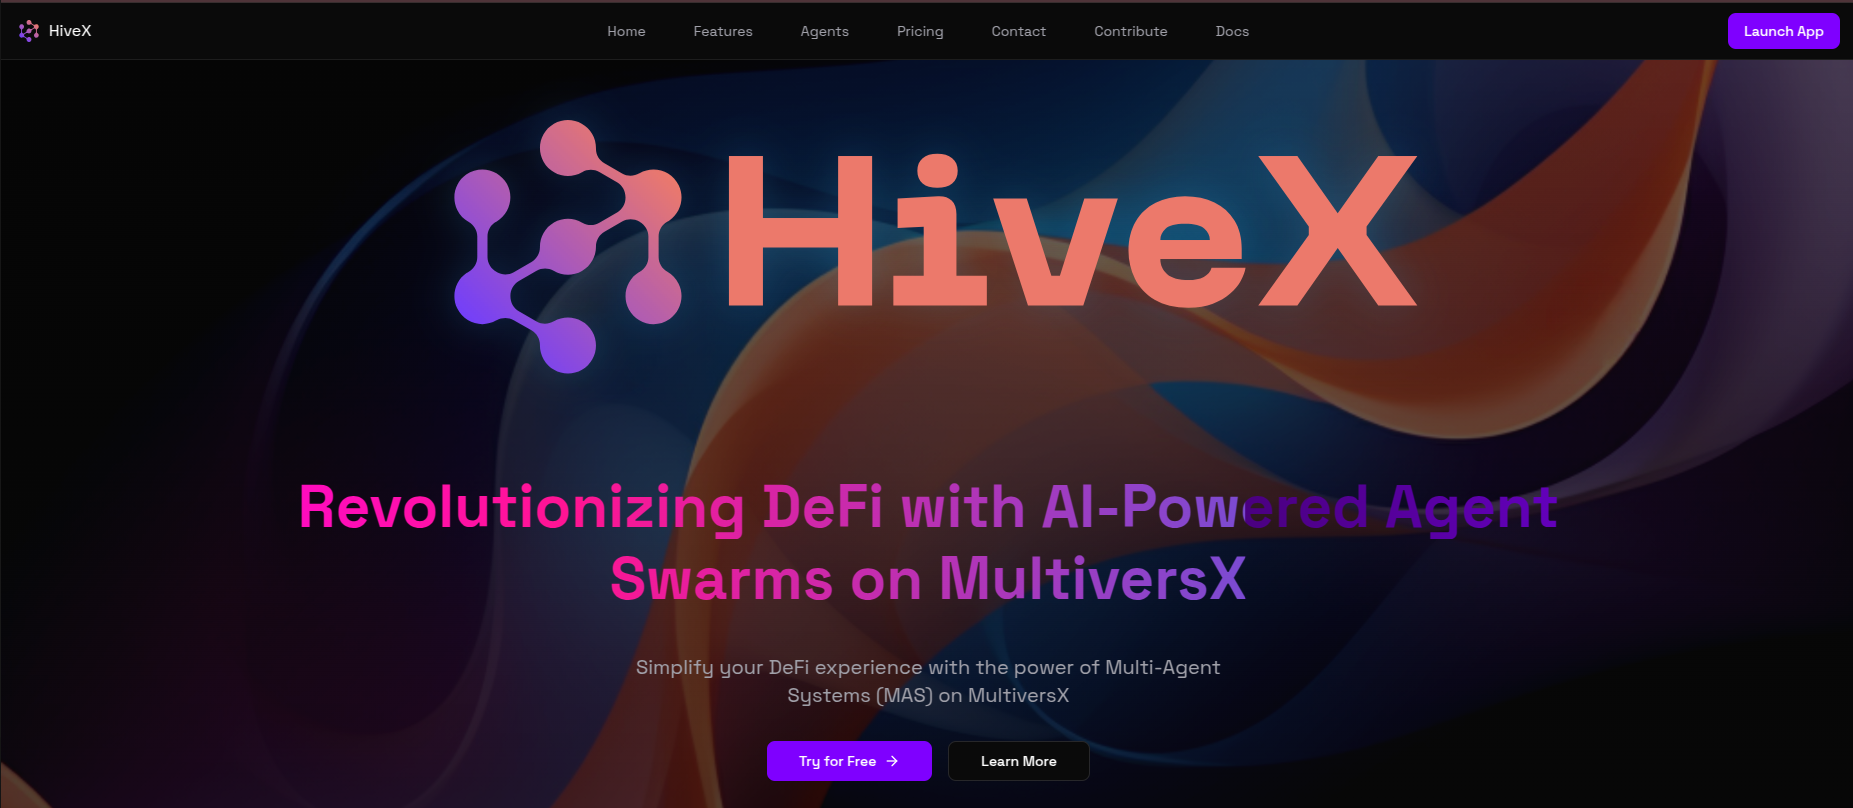 HiveX
Home
Features
Agents
Pricing
Contact
Contribute
Docs
Launch App
HiveX
Revolutionizing DeFi with AI-Powered Agent
Swarms on MultiversX
Simplify your DeFi experience with the power of Multi-Agent
Systems (MAS) on MultiversX
Try for Free →
Learn More